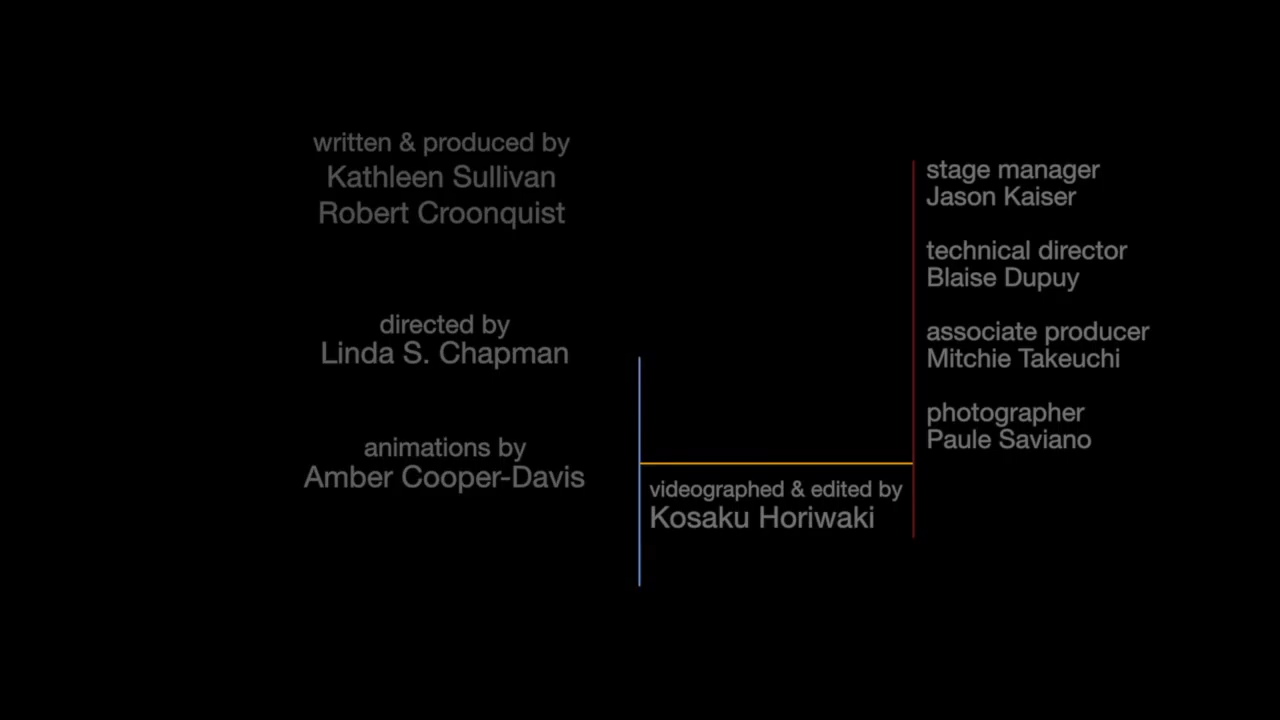 written & produced by
Kathleen Sullivan
Robert Croonquist
directed by
Linda S. Chapman
animations by
Amber Cooper-Davis
videographed & edited by
Kosaku Horiwaki
stage manager
Jason Kaiser
technical director
Blaise Dupuy
associate producer
Mitchie Takeuchi
photographer
Paule Saviano